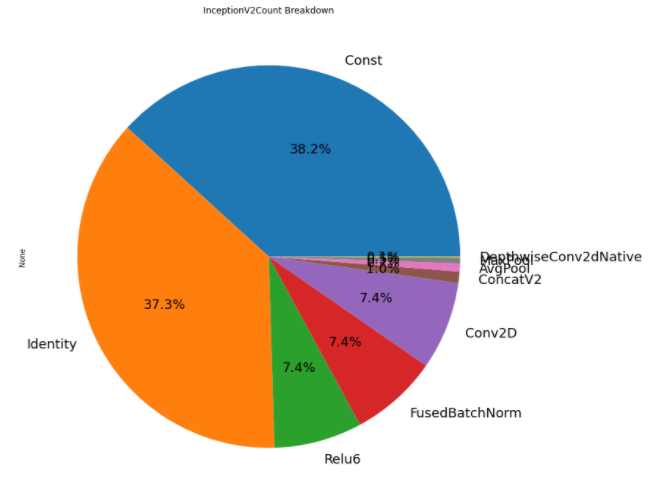 InceptionV2Count Breakdown
Const
38.2%
None
37.3%
Identity
7.4%
Relu6
7.4%
FusedBatchNorm
7.4%
Conv2D
1.0%
ConcatV2
AvgPool
MaxPool
DepthwiseConv2dNative